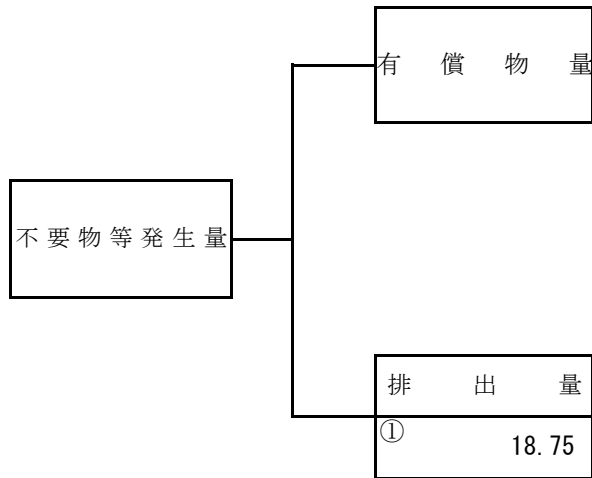 有償物量
不要物等発生量
排出量
①
18.75